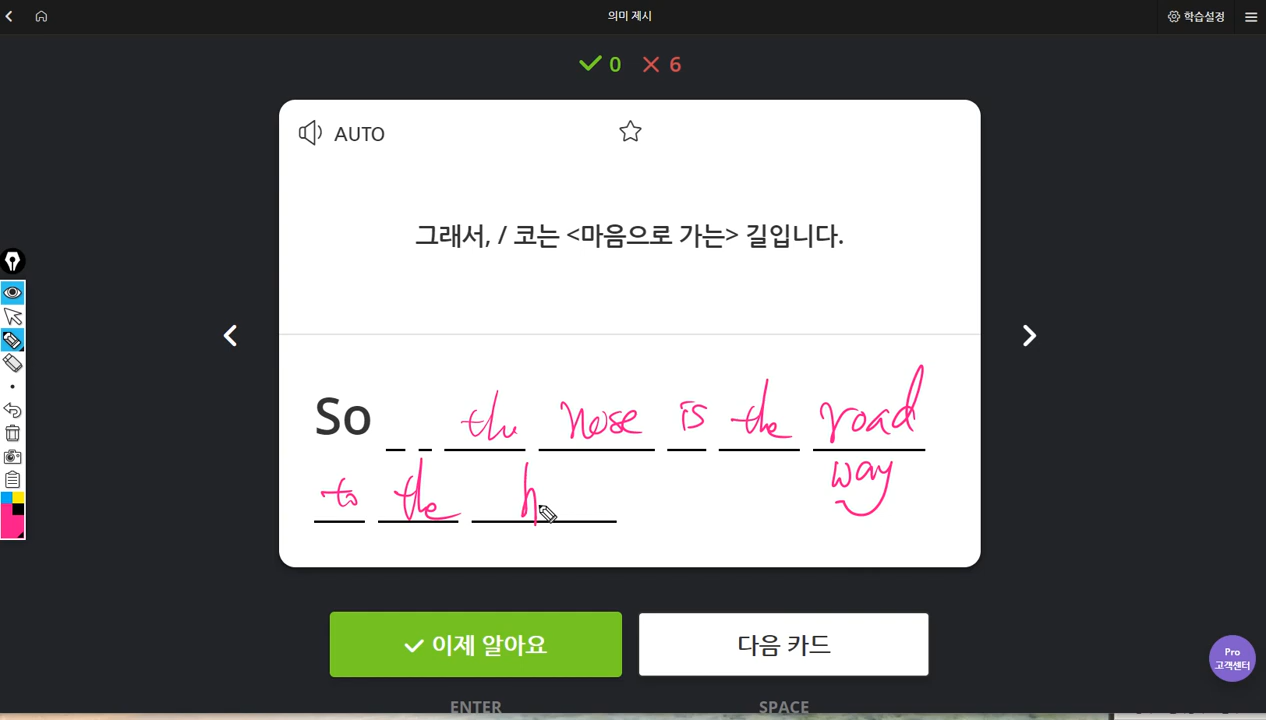 의미 제시
학습설정
0 6
AUTO
그래서, / 코는 <마음으로 가는> 길입니다.
So the nose is the road
way
to the h
이제 알아요
다음 카드
ENTER
SPACE
Pro
고객센터